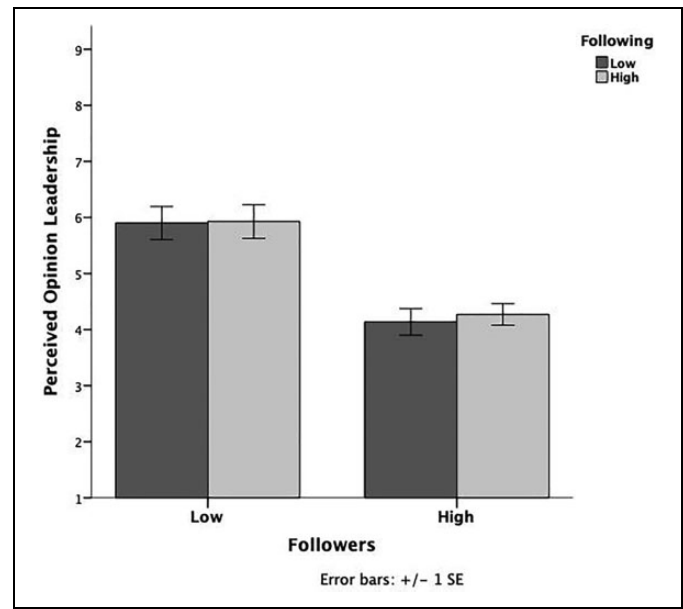 Following
Low
High
Perceived Opinion Leadership
9
8
7
6
5
4
3
2
1
Low High
Followers
Error bars: +/- 1 SE